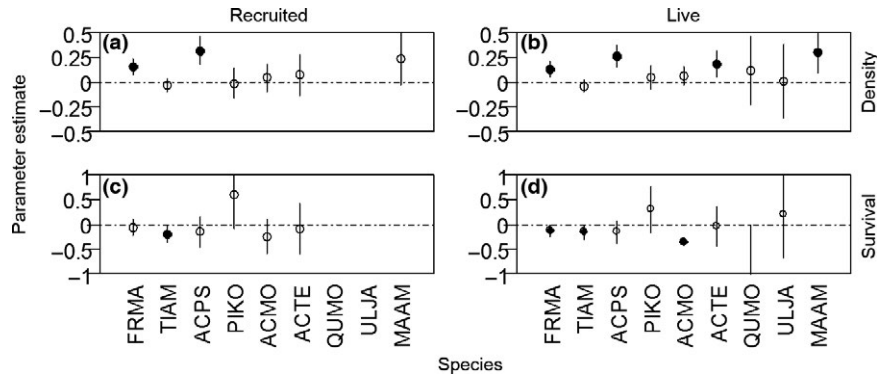 Recruited
Live
Parameter estimate
(a)
0.5
0.25
0
−0.25
−0.5
(b)
0.5
0.25
0
−0.25
−0.5
Density
(c)
1
0.5
0
−0.5
−1
(d)
1
0.5
0
−0.5
−1
Survival
FRMA
TIAM
ACPS
PIKO
ACMO
ACTE
QUMO
ULJA
MAAM
FRMA
TIAM
ACPS
PIKO
ACMO
ACTE
QUMO
ULJA
MAAM
Species